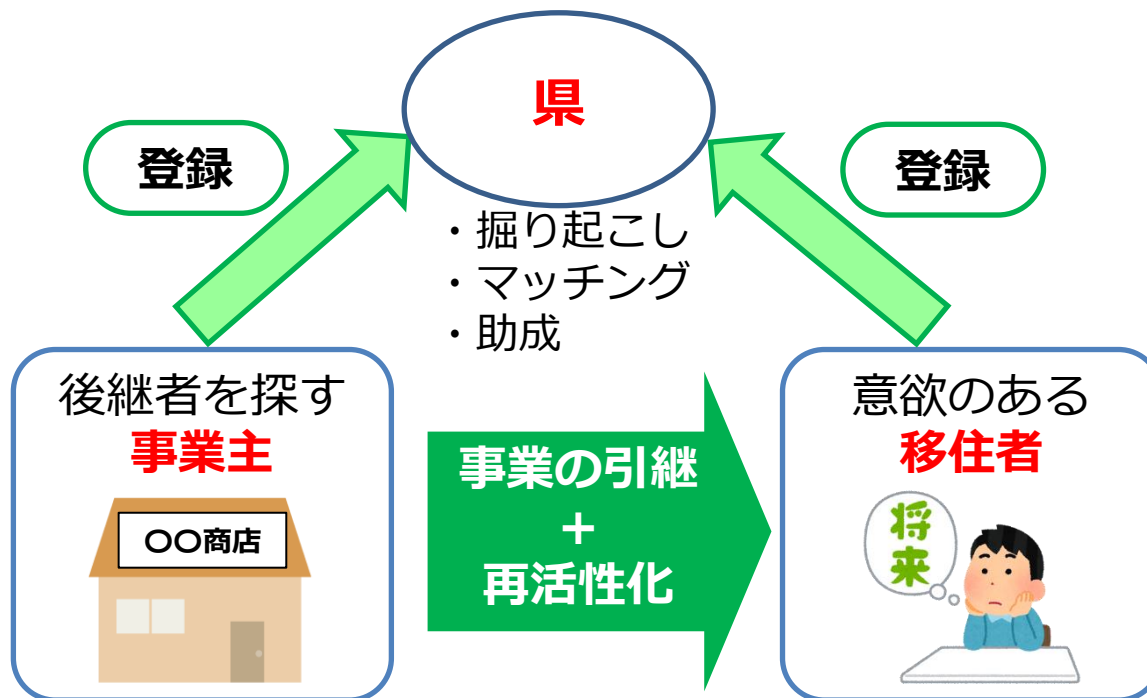 県
登録
登録
・掘り起こし
・マッチング
・助成
後継者を探す
事業主
〇〇商店
事業の引継
+
再活性化
意欲のある
移住者
将来